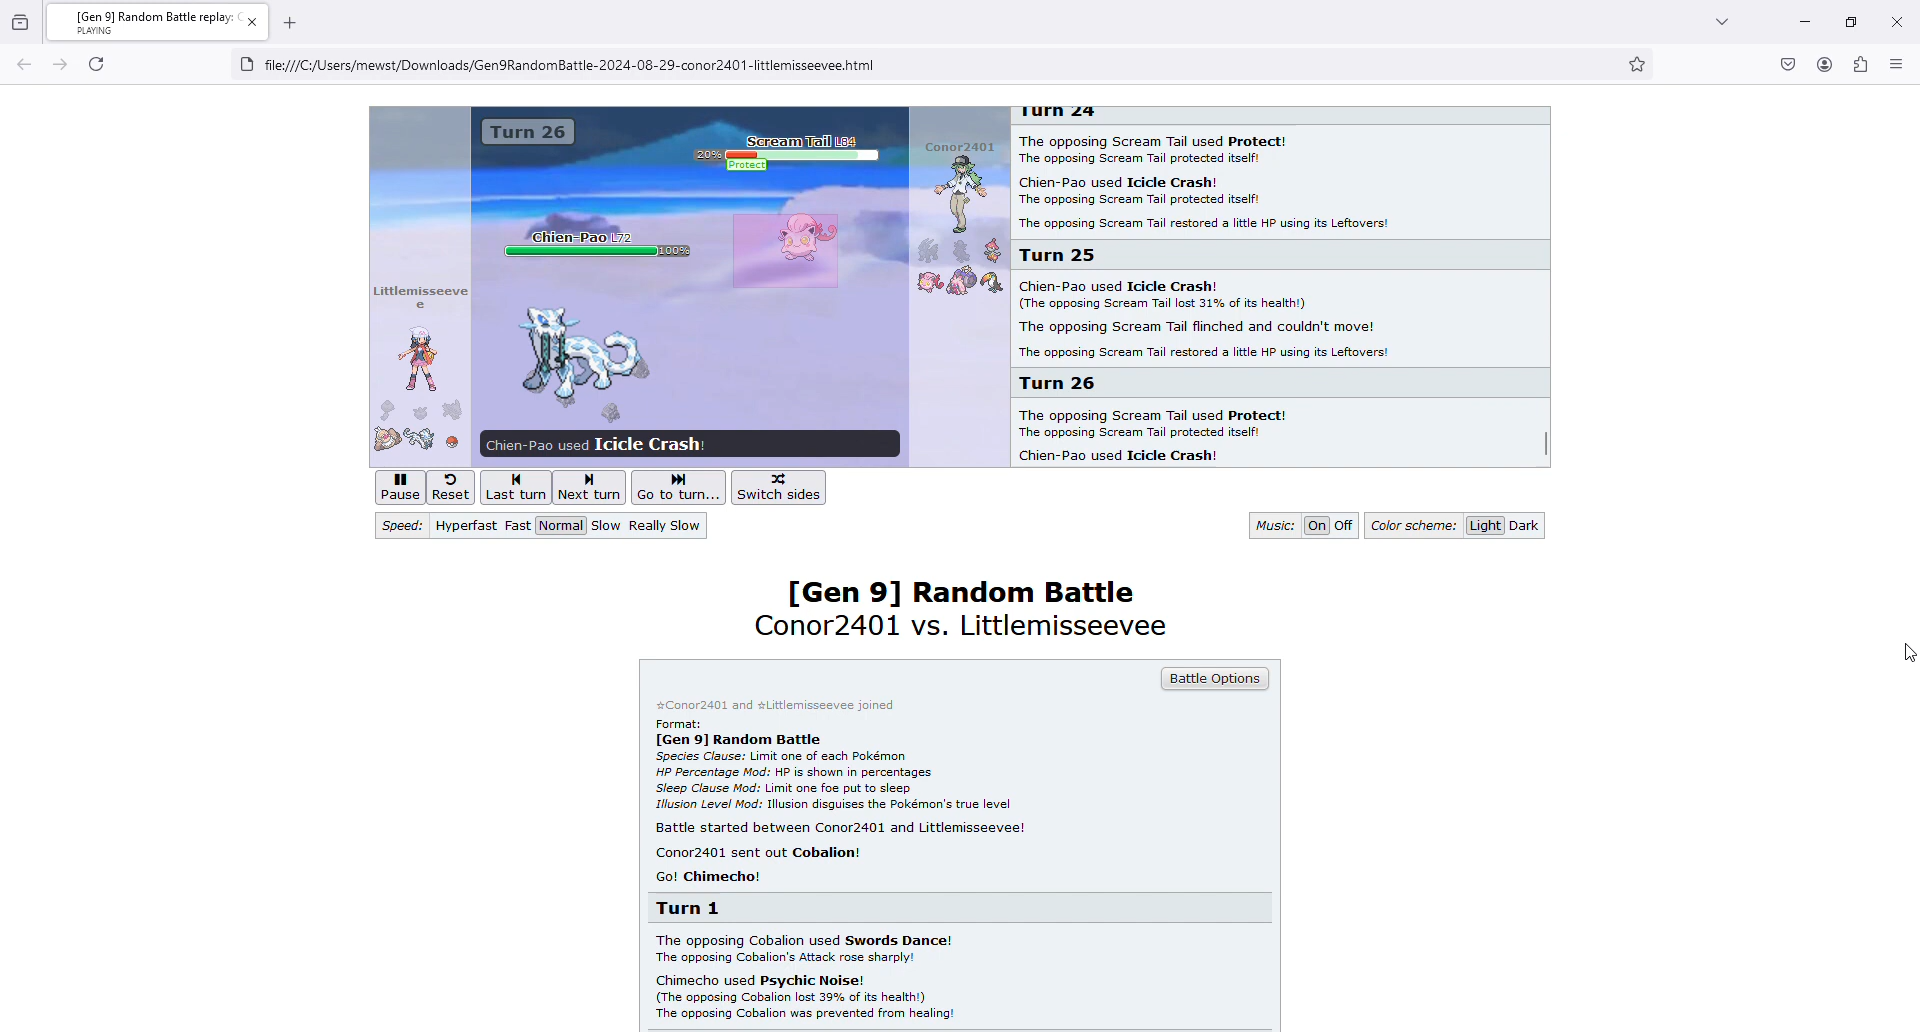 [Gen 9] Random Battle replay:
PLAYING
file:///C:/Users/mewst/Downloads/Gen9RandomBattle-2024-08-29-conor2401-littlemisseevee.html
Turn 26
Scream Tail L84
20%
Protect
Chien-Pao L72
100%
Littlemisseeve
e
Conor2401
Chien-Pao used Icicle Crash!
Turn 24
The opposing Scream Tail used Protect!
The opposing Scream Tail protected itself!
Chien-Pao used Icicle Crash!
The opposing Scream Tail protected itself!
The opposing Scream Tail restored a little HP using its Leftovers!
Turn 25
Chien-Pao used Icicle Crash!
(The opposing Scream Tail lost 31% of its health!)
The opposing Scream Tail flinched and couldn't move!
The opposing Scream Tail restored a little HP using its Leftovers!
Turn 26
The opposing Scream Tail used Protect!
The opposing Scream Tail protected itself!
Chien-Pao used Icicle Crash!
Pause Reset Last turn Next turn Go to turn... Switch sides
Speed: Hyperfast Fast Normal Slow Really Slow
Music: On Off Color scheme: Light Dark
[Gen 9] Random Battle
Conor2401 vs. Littlemisseevee
Battle Options
☆Conor2401 and ☆Littlemisseevee joined
Format:
[Gen 9] Random Battle
Species Clause: Limit one of each Pokémon
HP Percentage Mod: HP is shown in percentages
Sleep Clause Mod: Limit one foe put to sleep
Illusion Level Mod: Illusion disguises the Pokémon's true level
Battle started between Conor2401 and Littlemisseevee!
Conor2401 sent out Cobalion!
Go! Chimecho!
Turn 1
The opposing Cobalion used Swords Dance!
The opposing Cobalion's Attack rose sharply!
Chimecho used Psychic Noise!
(The opposing Cobalion lost 39% of its health!)
The opposing Cobalion was prevented from healing!